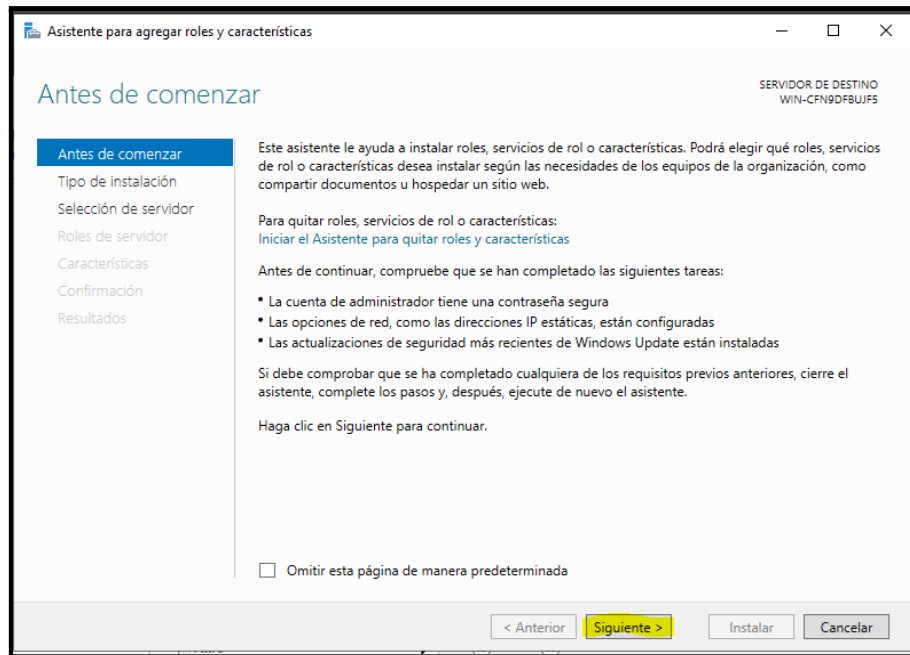 Asistente para agregar roles y características
Antes de comenzar
SERVIDOR DE DESTINO
WIN-CFN9DFBUJF5
Antes de comenzar
Tipo de instalación
Selección de servidor
Roles de servidor
Características
Confirmación
Resultados
Este asistente le ayuda a instalar roles, servicios de rol o características. Podrá elegir qué roles, servicios
de rol o características desea instalar según las necesidades de los equipos de la organización, como
compartir documentos u hospedar un sitio web.
Para quitar roles, servicios de rol o características:
Iniciar el Asistente para quitar roles y características
Antes de continuar, compruebe que se han completado las siguientes tareas:
• La cuenta de administrador tiene una contraseña segura
• Las opciones de red, como las direcciones IP estáticas, están configuradas
• Las actualizaciones de seguridad más recientes de Windows Update están instaladas
Si debe comprobar que se ha completado cualquiera de los requisitos previos anteriores, cierre el
asistente, complete los pasos y, después, ejecute de nuevo el asistente.
Haga clic en Siguiente para continuar.
Omitir esta página de manera predeterminada
< Anterior
Siguiente >
Instalar
Cancelar